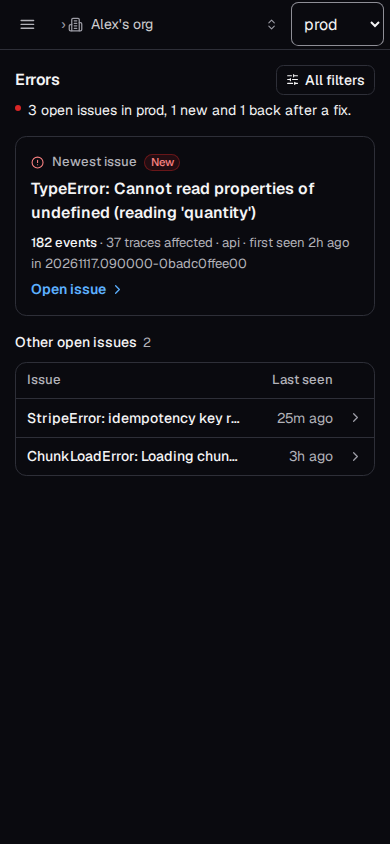 Alex's org
prod
Errors
All filters
3 open issues in prod, 1 new and 1 back after a fix.
Newest issue New
TypeError: Cannot read properties of
undefined (reading 'quantity')
182 events · 37 traces affected · api · first seen 2h ago
in 20261117.090000-0badc0ffee00
Open issue
Other open issues 2
Issue Last seen
StripeError: idempotency key r... 25m ago
ChunkLoadError: Loading chun... 3h ago